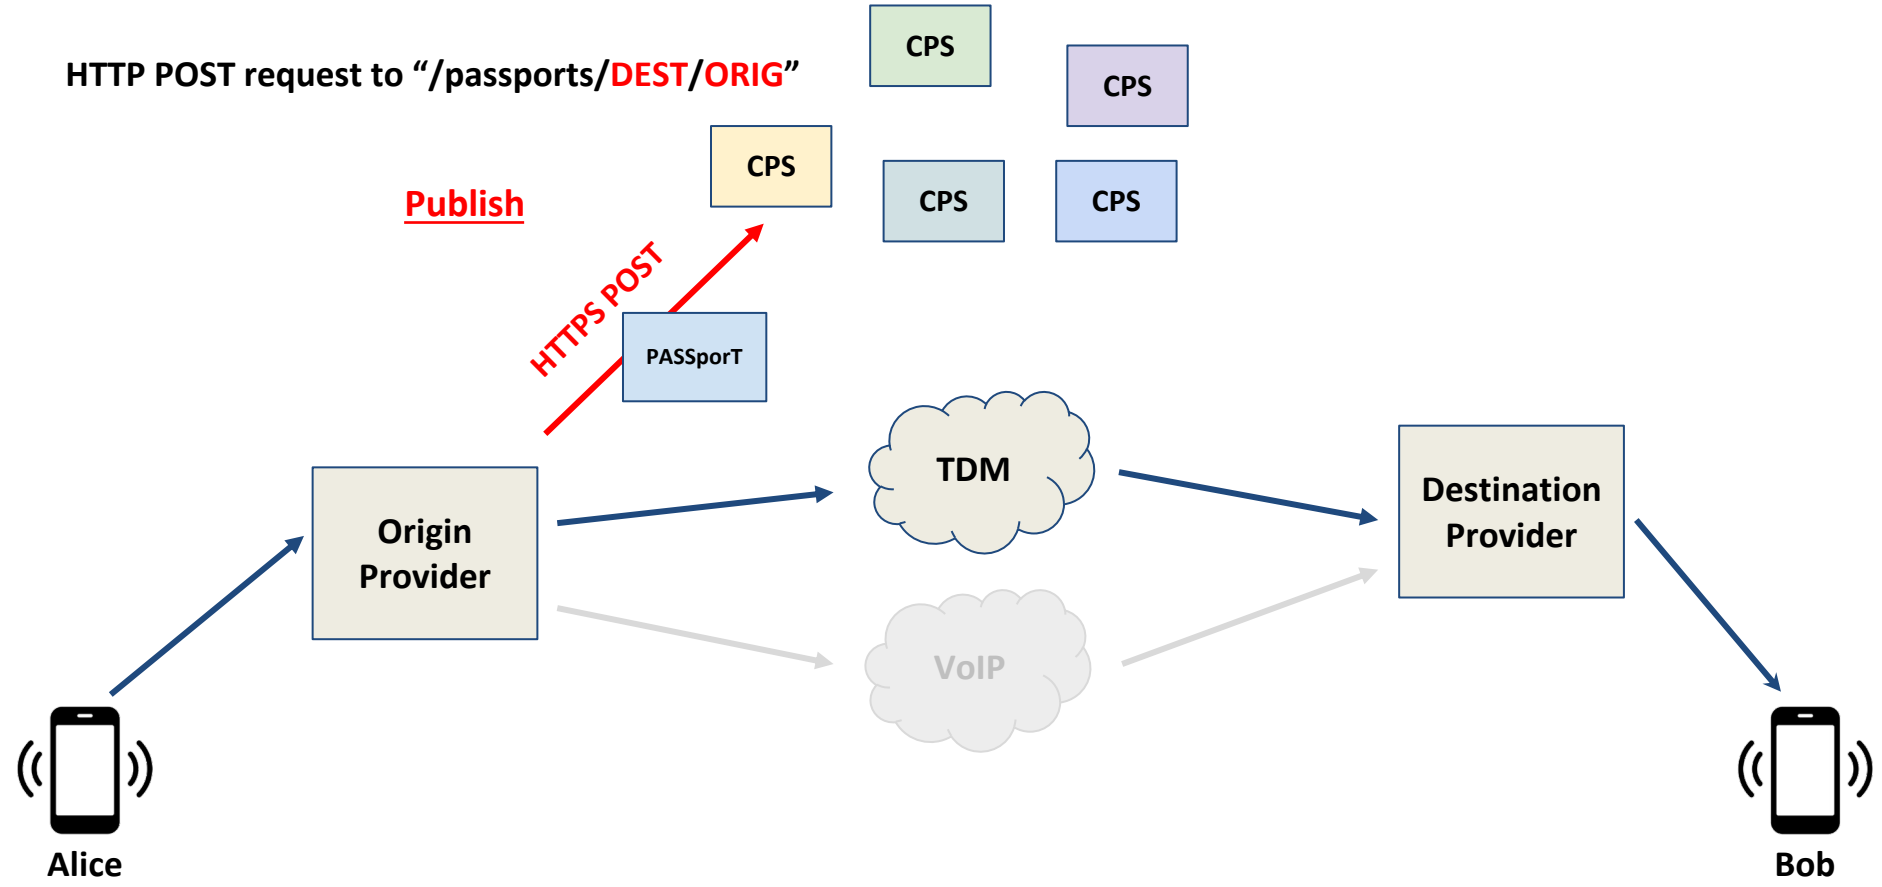 CPS
HTTP POST request to “/passports/DEST/ORIG”
CPS
CPS
Publish
CPS
CPS
HTTPS POST
PASSporT
TDM
Origin
Provider
Destination
Provider
VoIP
Alice
Bob